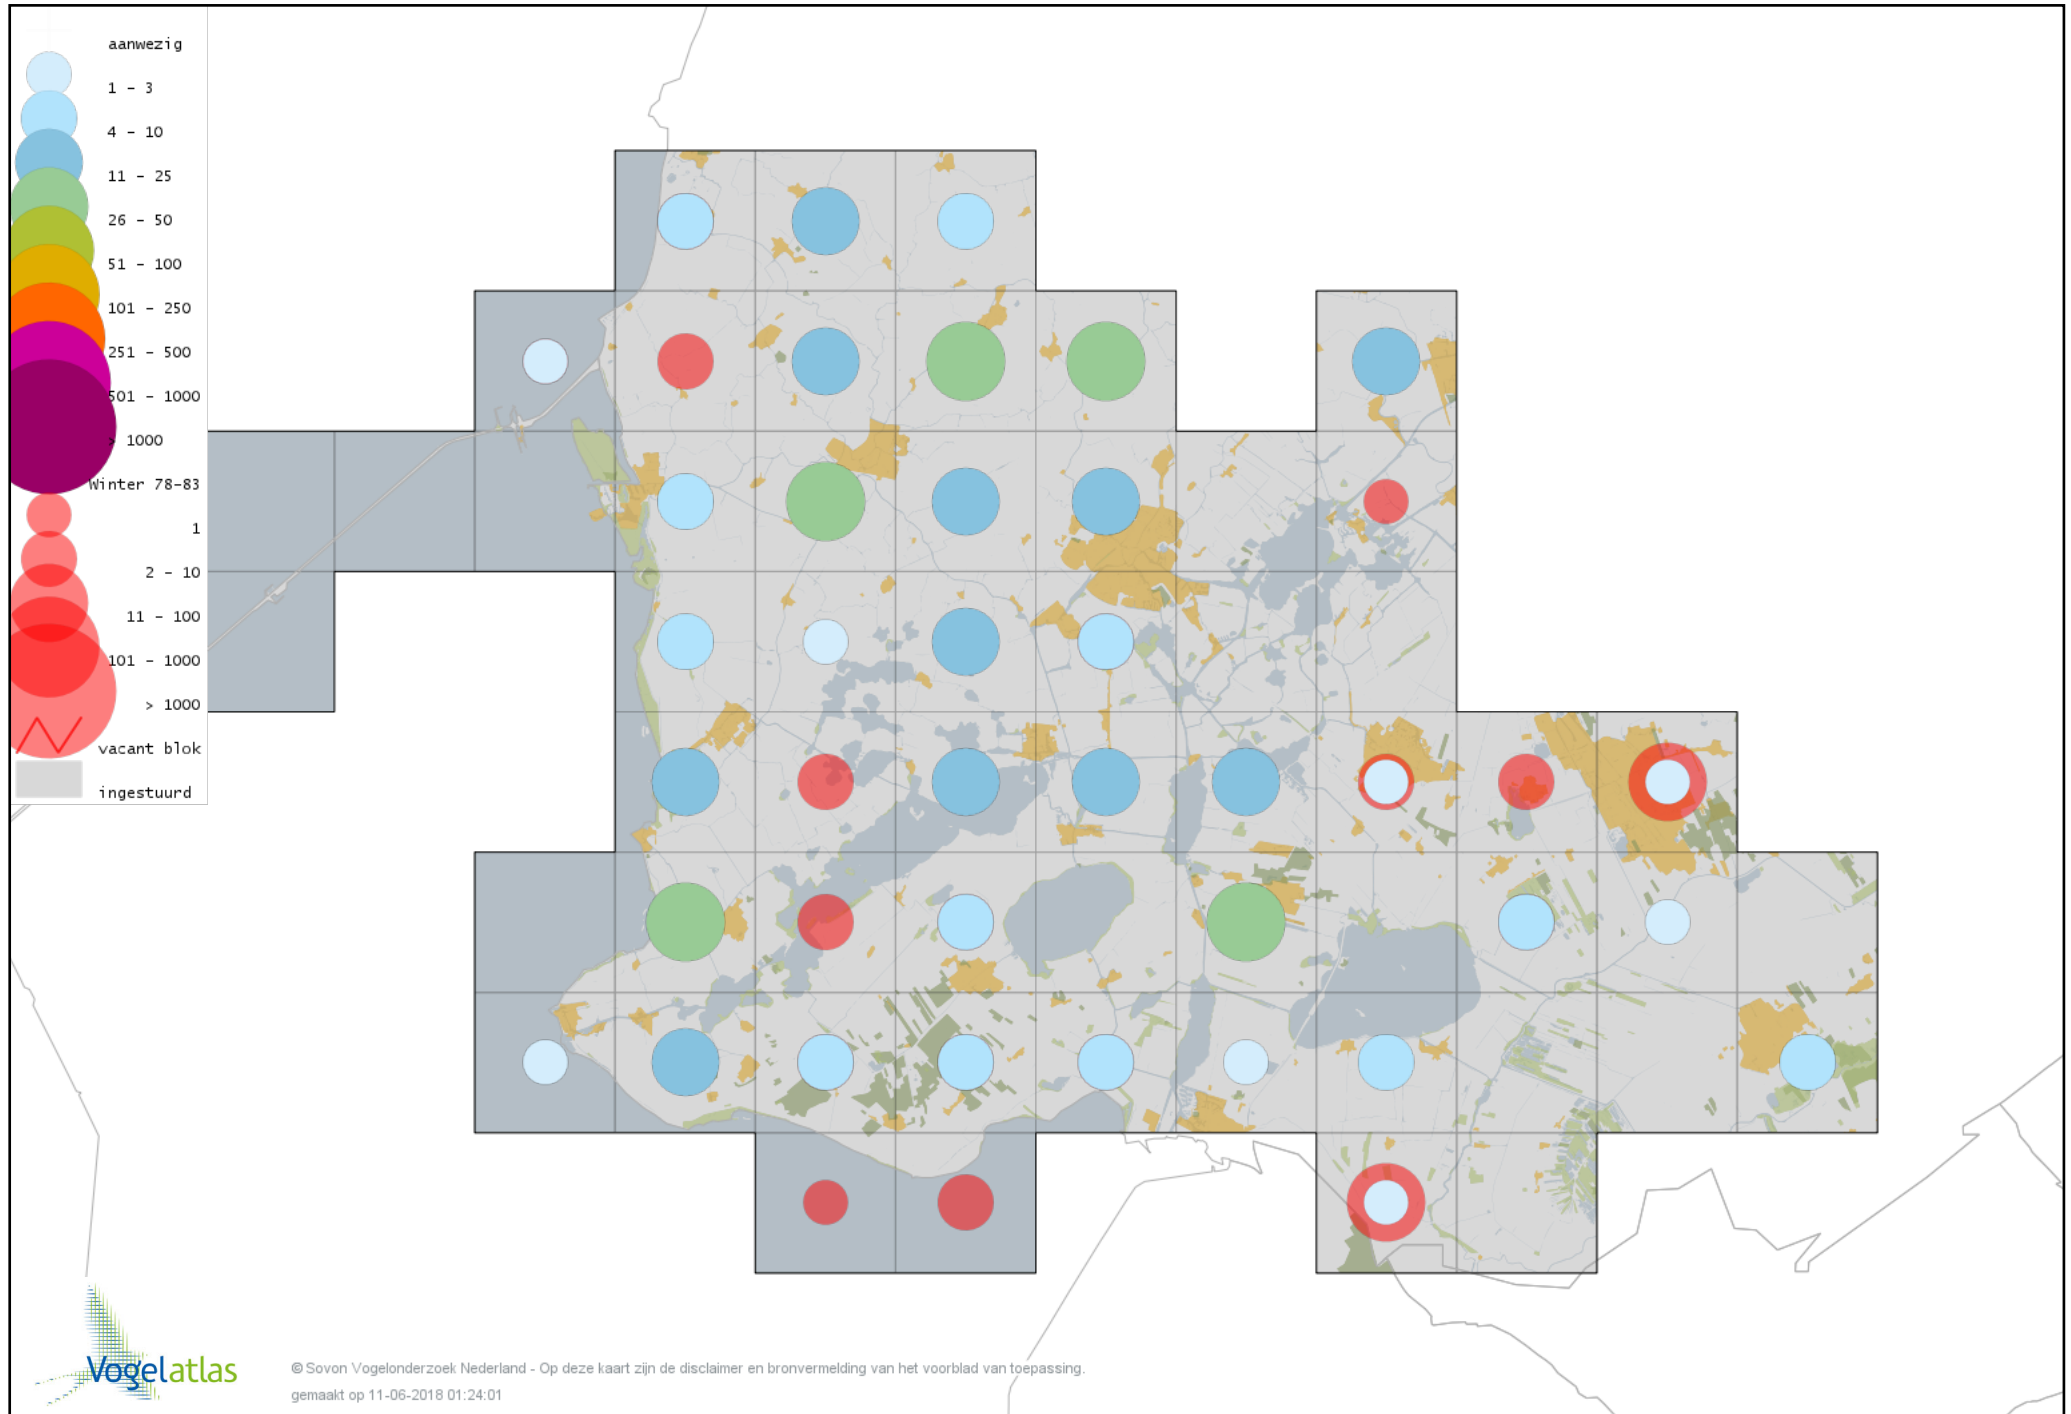 aanwezig
1 - 3
4 - 10
11 - 25
26 - 50
51 - 100
101 - 250
251 - 500
501 - 1000
> 1000
Winter 78-83
1
2 - 10
11 - 100
101 - 1000
> 1000
vacant blok
ingestuurd
Vogelatlas
© Sovon Vogelonderzoek Nederland - Op deze kaart zijn de disclaimer en bronvermelding van het voorblad van toepassing.
gemaakt op 11-06-2018 01:24:01